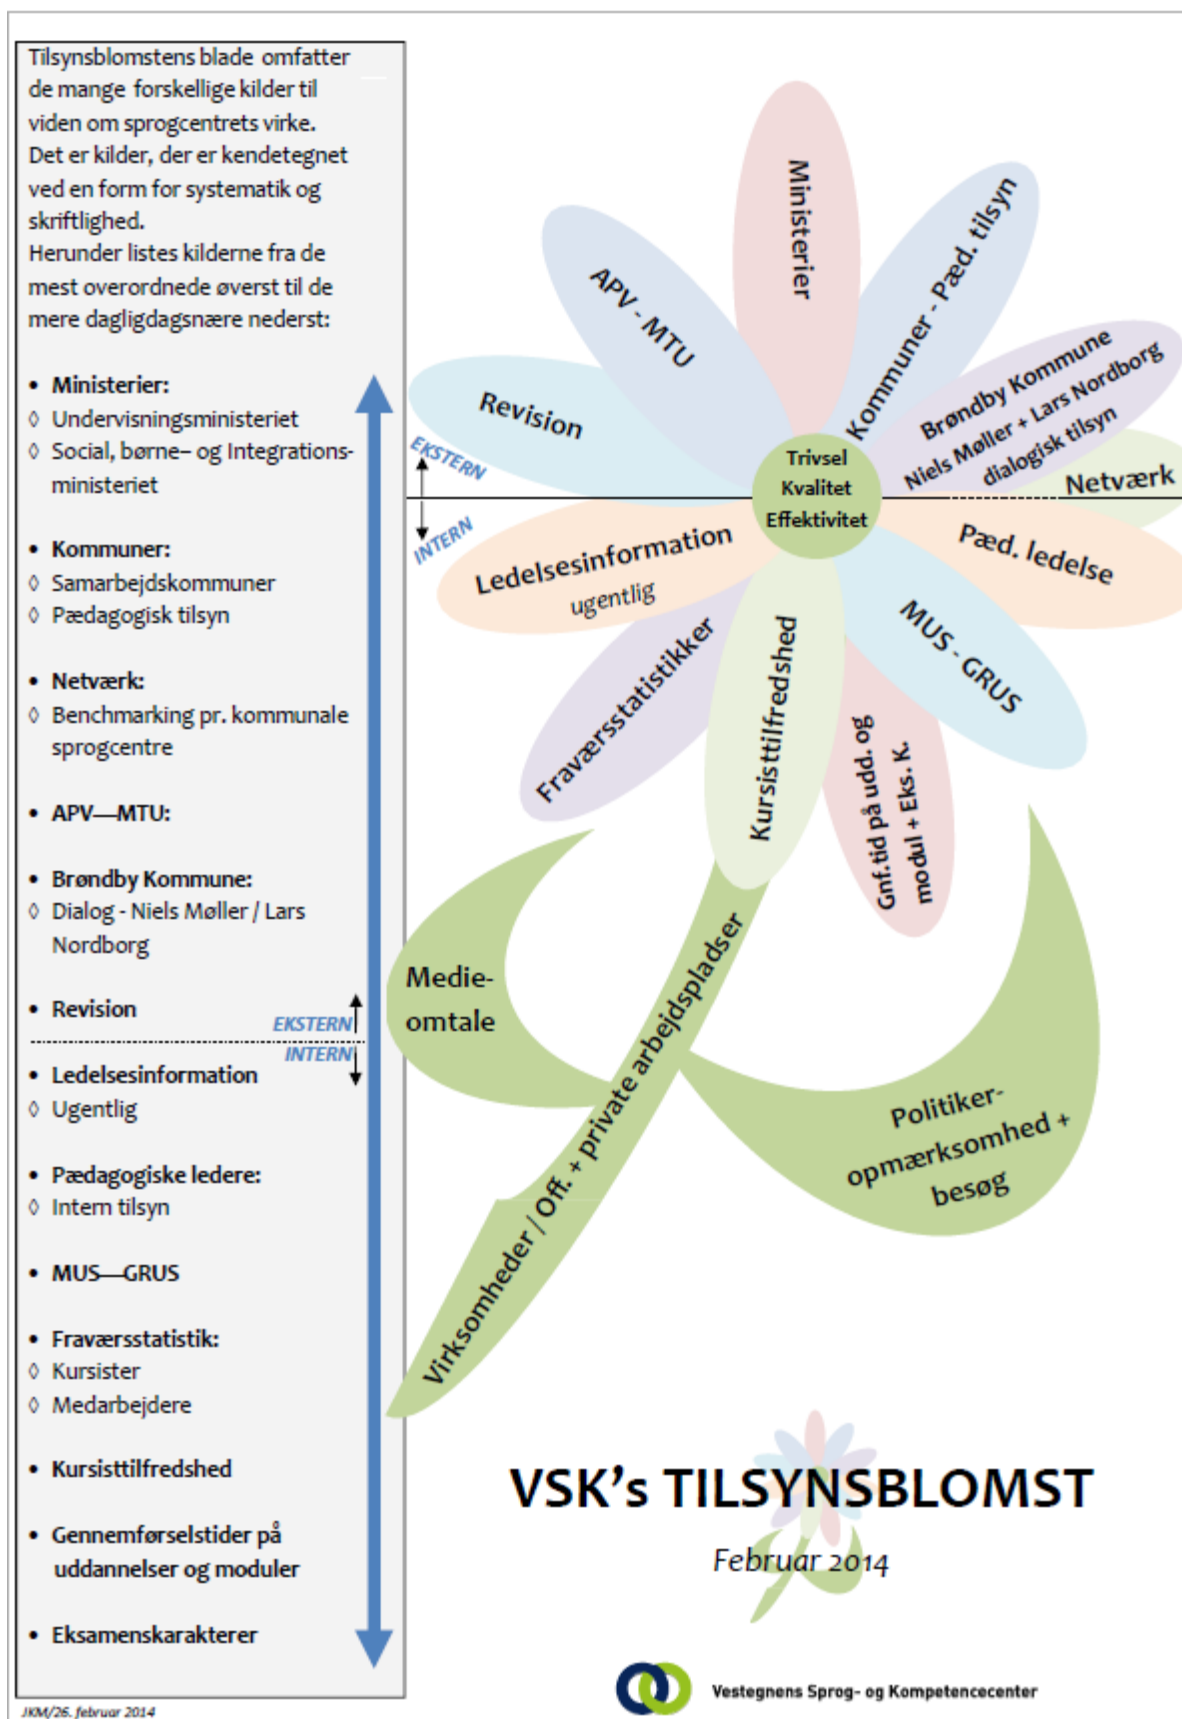 Tilsynsblomstens blade omfatter
de mange forskellige kilder til
viden om sprogcentrets virke.
Det er kilder, der er kendetegnet
ved en form for systematik og
skriftlighed.
Herunder listes kilderne fra de
mest overordnede øverst til de
mere dagligdagsnære nederst:
• Ministerier:
◊ Undervisningsministeriet
◊ Social, børne– og Integrations-
ministeriet
• Kommuner:
◊ Samarbejdskommuner
◊ Pædagogisk tilsyn
• Netværk:
◊ Benchmarking pr. kommunale
sprogcentre
• APV—MTU:
• Brøndby Kommune:
◊ Dialog - Niels Møller / Lars
Nordborg
• Revision
EKSTERN
INTERN
• Ledelsesinformation
◊ Ugentlig
• Pædagogiske ledere:
◊ Intern tilsyn
• MUS—GRUS
• Fraværsstatistik:
◊ Kursister
◊ Medarbejdere
• Kursisttilfredshed
• Gennemførselstider på
uddannelser og moduler
• Eksamenskarakterer
JKM/26. februar 2014
Ministerier
Kommuner - Pæd. tilsyn
APV - MTU
Revision
Brøndby Kommune
Niels Møller + Lars Nordborg
dialogisk tilsyn
Netværk
EKSTERN
INTERN
Trivsel
Kvalitet
Effektivitet
Ledelsesinformation
ugentlig
Pæd. ledelse
MUS - GRUS
Fraværsstatistikker
Kursisttilfredshed
Gnf.tid på udd. og
modul + Eks. K.
Medie-
omtale
Virksomheder / Off. + private arbejdspladser
Politiker-
opmærksomhed +
besøg
VSK's TILSYNSBLOMST
Februar 2014
Vestegnens Sprog- og Kompetencecenter